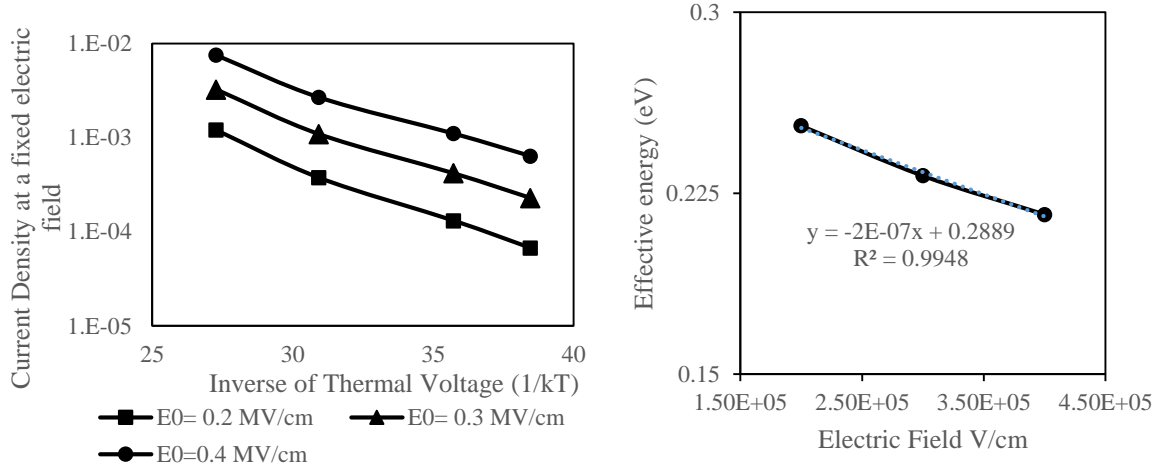 Current Density at a fixed electric
field
1.E-02
1.E-03
1.E-04
1.E-05
25
30
35
40
Inverse of Thermal Voltage (1/kT)
E0= 0.2 MV/cm
E0= 0.3 MV/cm
E0=0.4 MV/cm
Effective energy (eV)
0.3
0.225
0.15
y = -2E-07x + 0.2889
R² = 0.9948
1.50E+05
2.50E+05
3.50E+05
4.50E+05
Electric Field V/cm